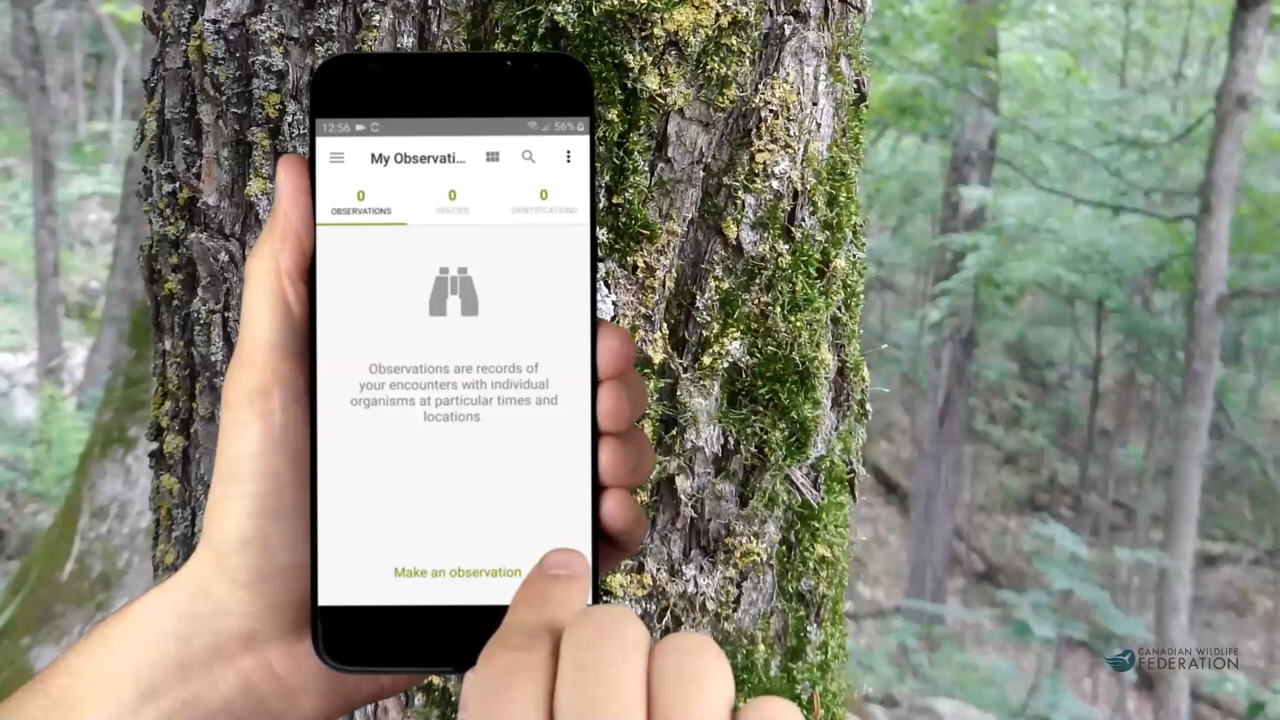 12:56
56%
My Observati...
0 0 0
OBSERVATIONS SPECIES IDENTIFICATIONS
Observations are records of
your encounters with individual
organisms at particular times and
locations.
Make an observation
CANADIAN WILDLIFE
FEDERATION